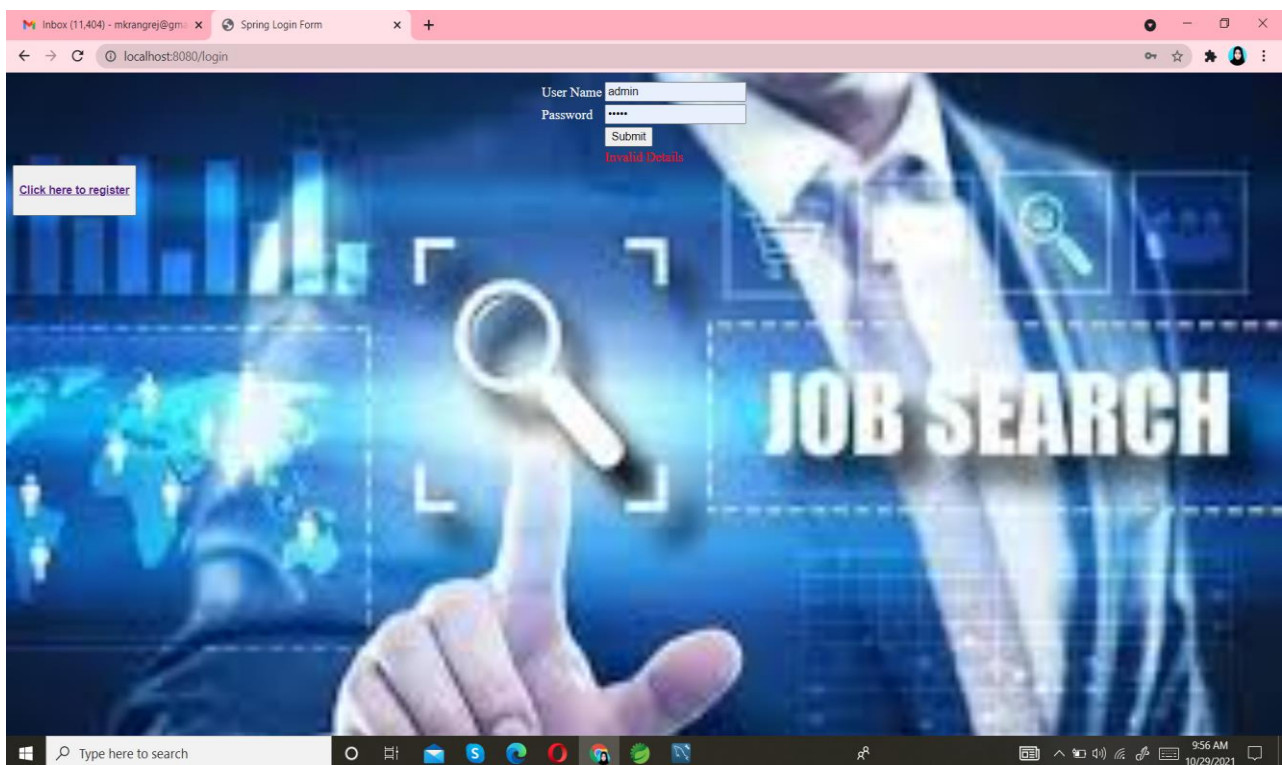 Inbox (11,404) - mkrangrej@gma
Spring Login Form
localhost:8080/login
User Name admin
Password •••••
Submit
Invalid Details
Click here to register
JOB SEARCH
Type here to search
9:56 AM
10/29/2021